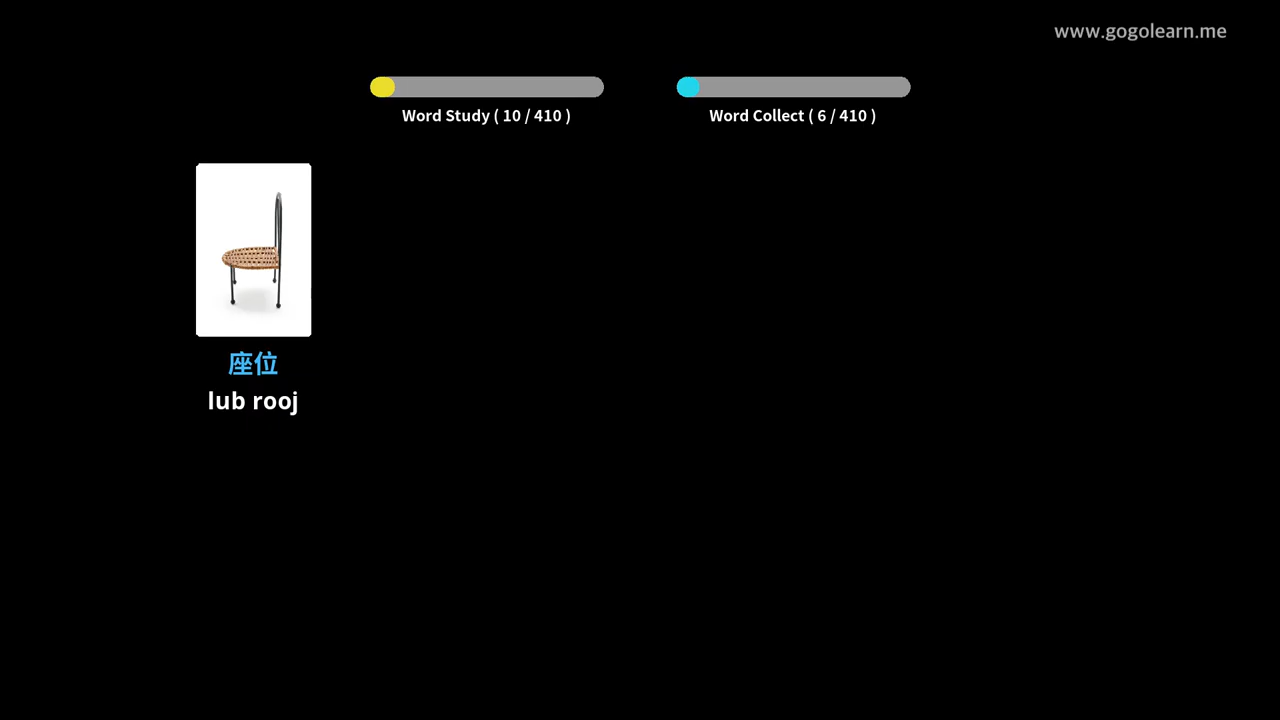 www.gogolearn.me
Word Study ( 10 / 410 )
Word Collect ( 6 / 410 )
座位
lub rooj